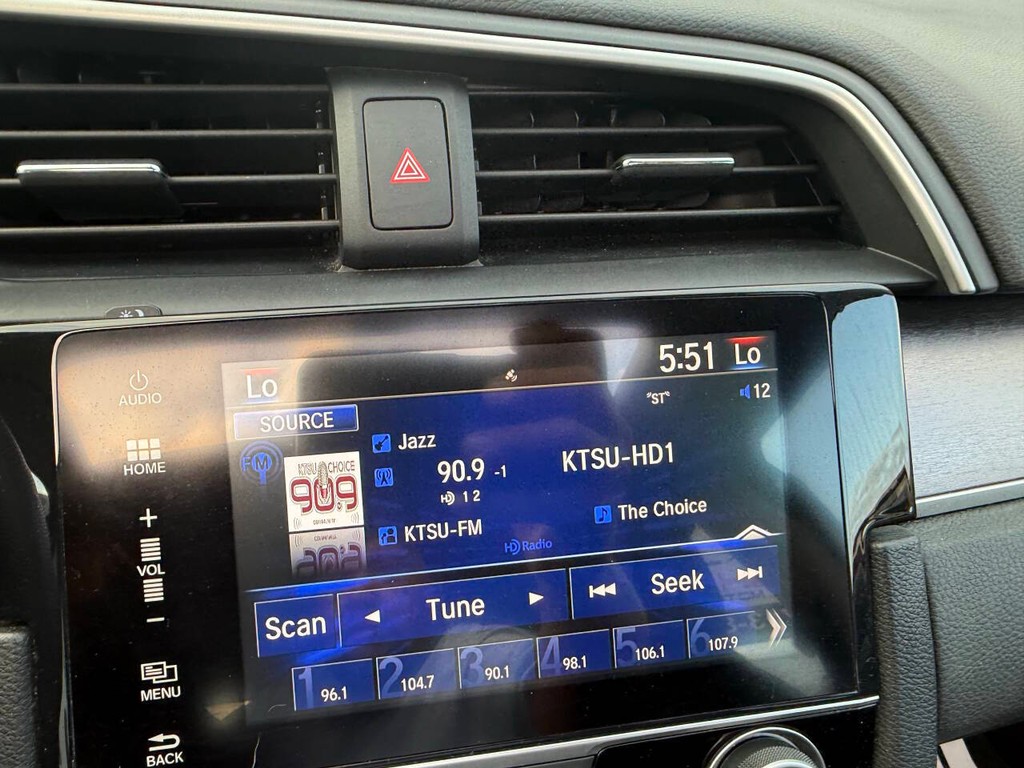 5:51
Lo
Lo
AUDIO
SOURCE
"ST"
12
FM
KTSU CHOICE
90.9
Jazz
90.9 -1
KTSU-HD1
HD 1 2
KTSU-FM
The Choice
HD Radio
HOME
+
VOL
−
Scan
Tune
Seek
1 96.1
2 104.7
3 90.1
4 98.1
5 106.1
6 107.9
MENU
BACK